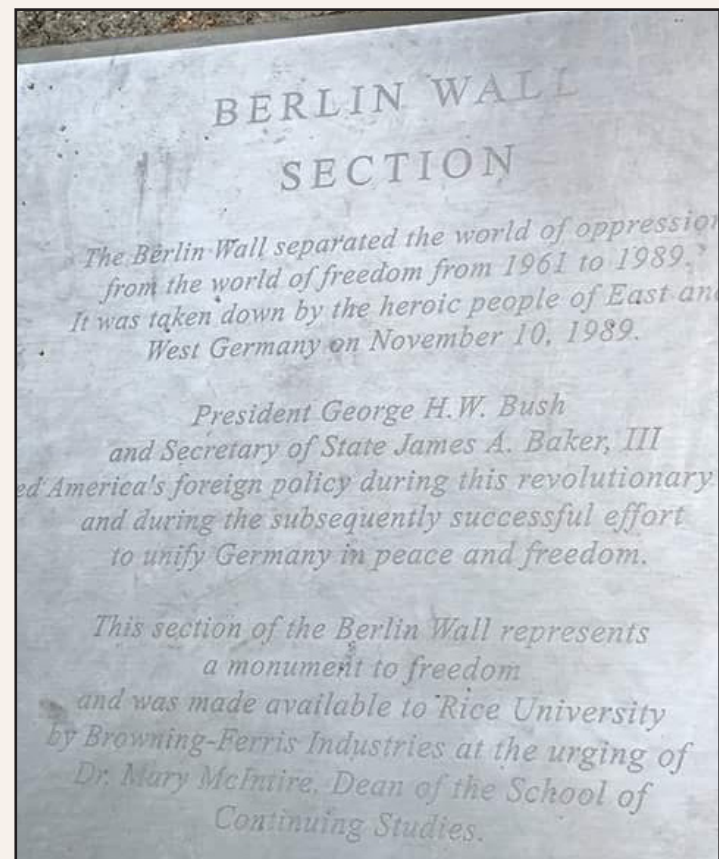 BERLIN WALL
SECTION
The Berlin Wall separated the world of oppression
from the world of freedom from 1961 to 1989.
It was taken down by the heroic people of East and
West Germany on November 10, 1989.
President George H.W. Bush
and Secretary of State James A. Baker, III
ed America's foreign policy during this revolutionary
and during the subsequently successful effort
to unify Germany in peace and freedom.
This section of the Berlin Wall represents
a monument to freedom
and was made available to Rice University
by Browning-Ferris Industries at the urging of
Dr. Mary McIntire, Dean of the School of
Continuing Studies.